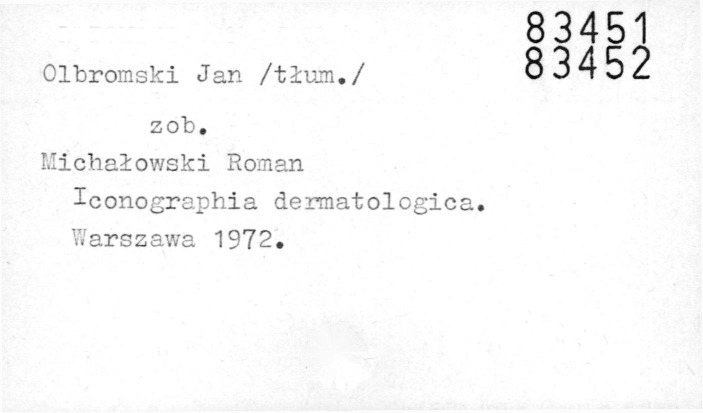 83451
83452
Olbromski Jan /tłum./
zob.
Michałowski Roman
Iconographia dermatologica.
Warszawa 1972.